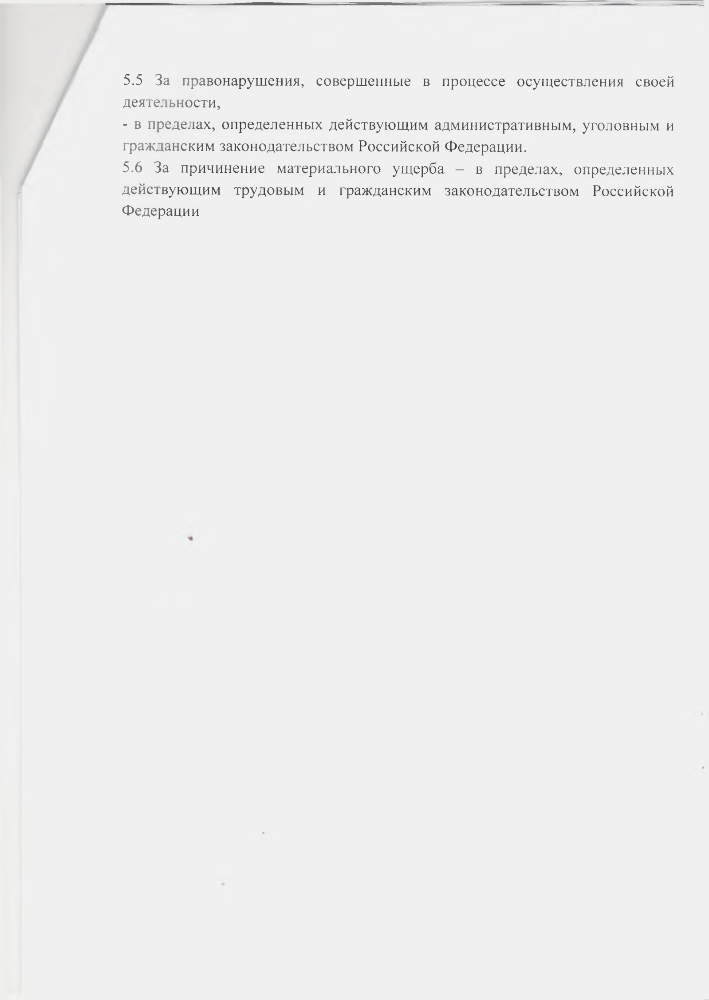 5.5 За правонарушения, совершенные в процессе осуществления своей
деятельности,
- в пределах, определенных действующим административным, уголовным и
гражданским законодательством Российской Федерации.
5.6 За причинение материального ущерба – в пределах, определенных
действующим трудовым и гражданским законодательством Российской
Федерации